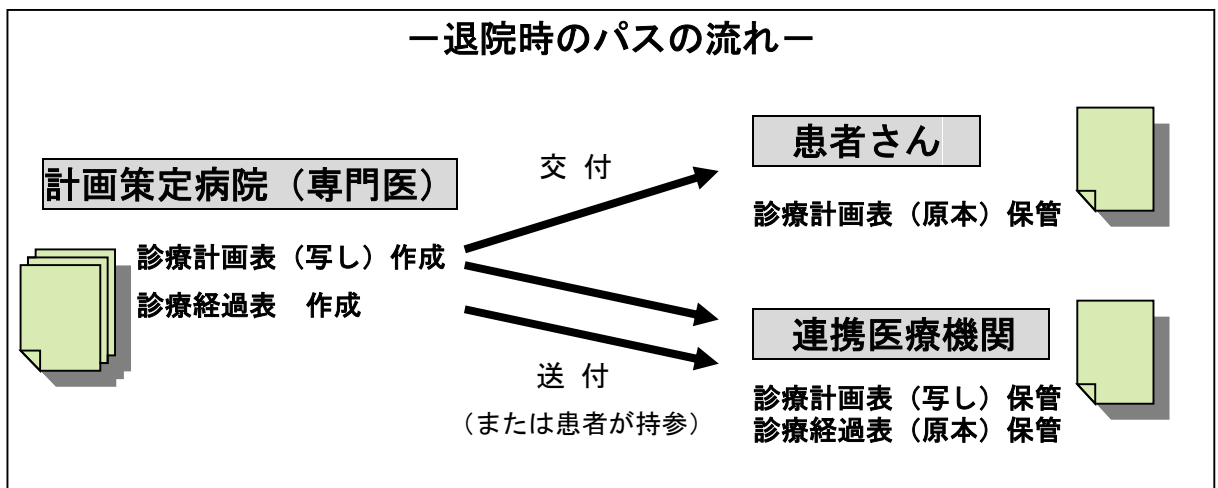 －退院時のパスの流れ－
計画策定病院（専門医）
診療計画表（写し）作成
診療経過表　作成
交 付
送 付
（または患者が持参）
患者さん
診療計画表（原本）保管
連携医療機関
診療計画表（写し）保管
診療経過表（原本）保管